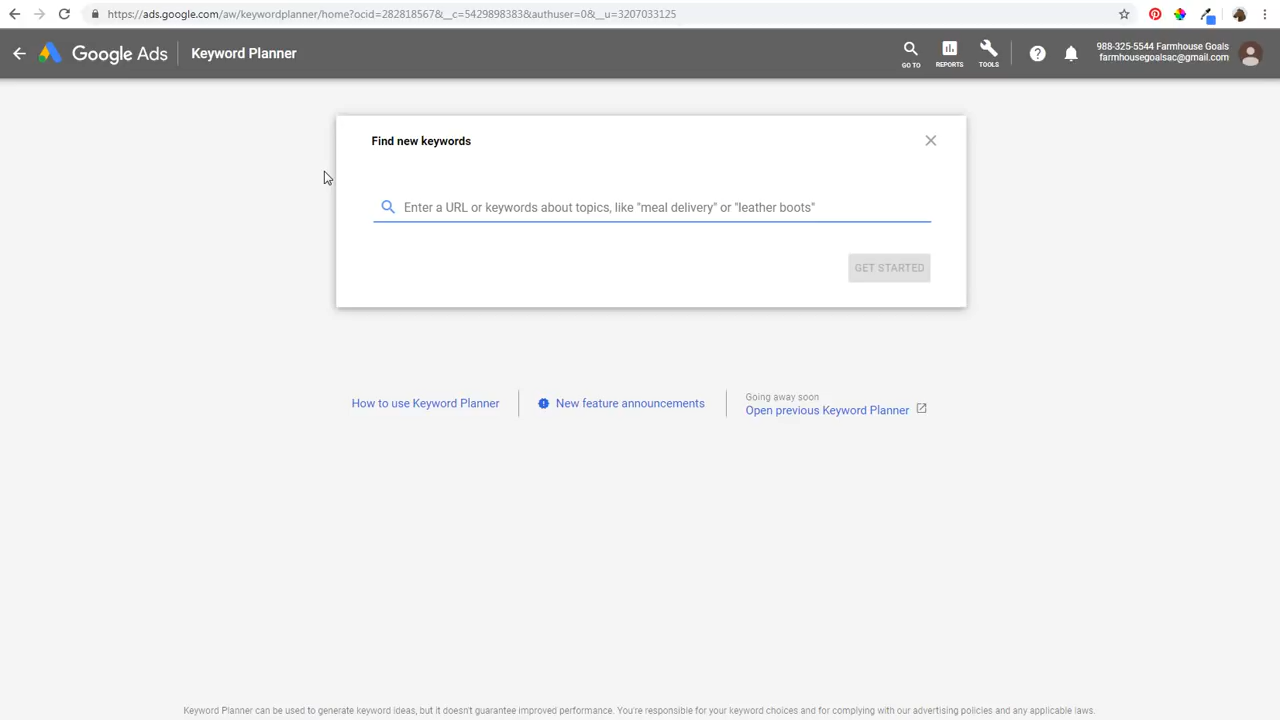 https://ads.google.com/aw/keywordplanner/home?ocid=282818567&__c=5429898383&authuser=0&__u=3207033125
Google Ads
Keyword Planner
GO TO
REPORTS
TOOLS
988-325-5544 Farmhouse Goals
farmhousegoalsac@gmail.com
Find new keywords
Enter a URL or keywords about topics, like "meal delivery" or "leather boots"
GET STARTED
How to use Keyword Planner
New feature announcements
Going away soon
Open previous Keyword Planner
Keyword Planner can be used to generate keyword ideas, but it doesn't guarantee improved performance. You're responsible for your keyword choices and for complying with our advertising policies and any applicable laws.